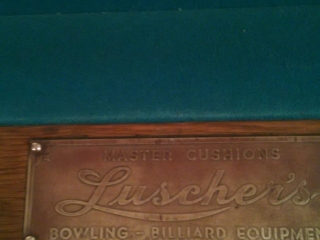 MASTER CUSHIONS
Luscher's
BOWLING - BILLIARD EQUIPMEN